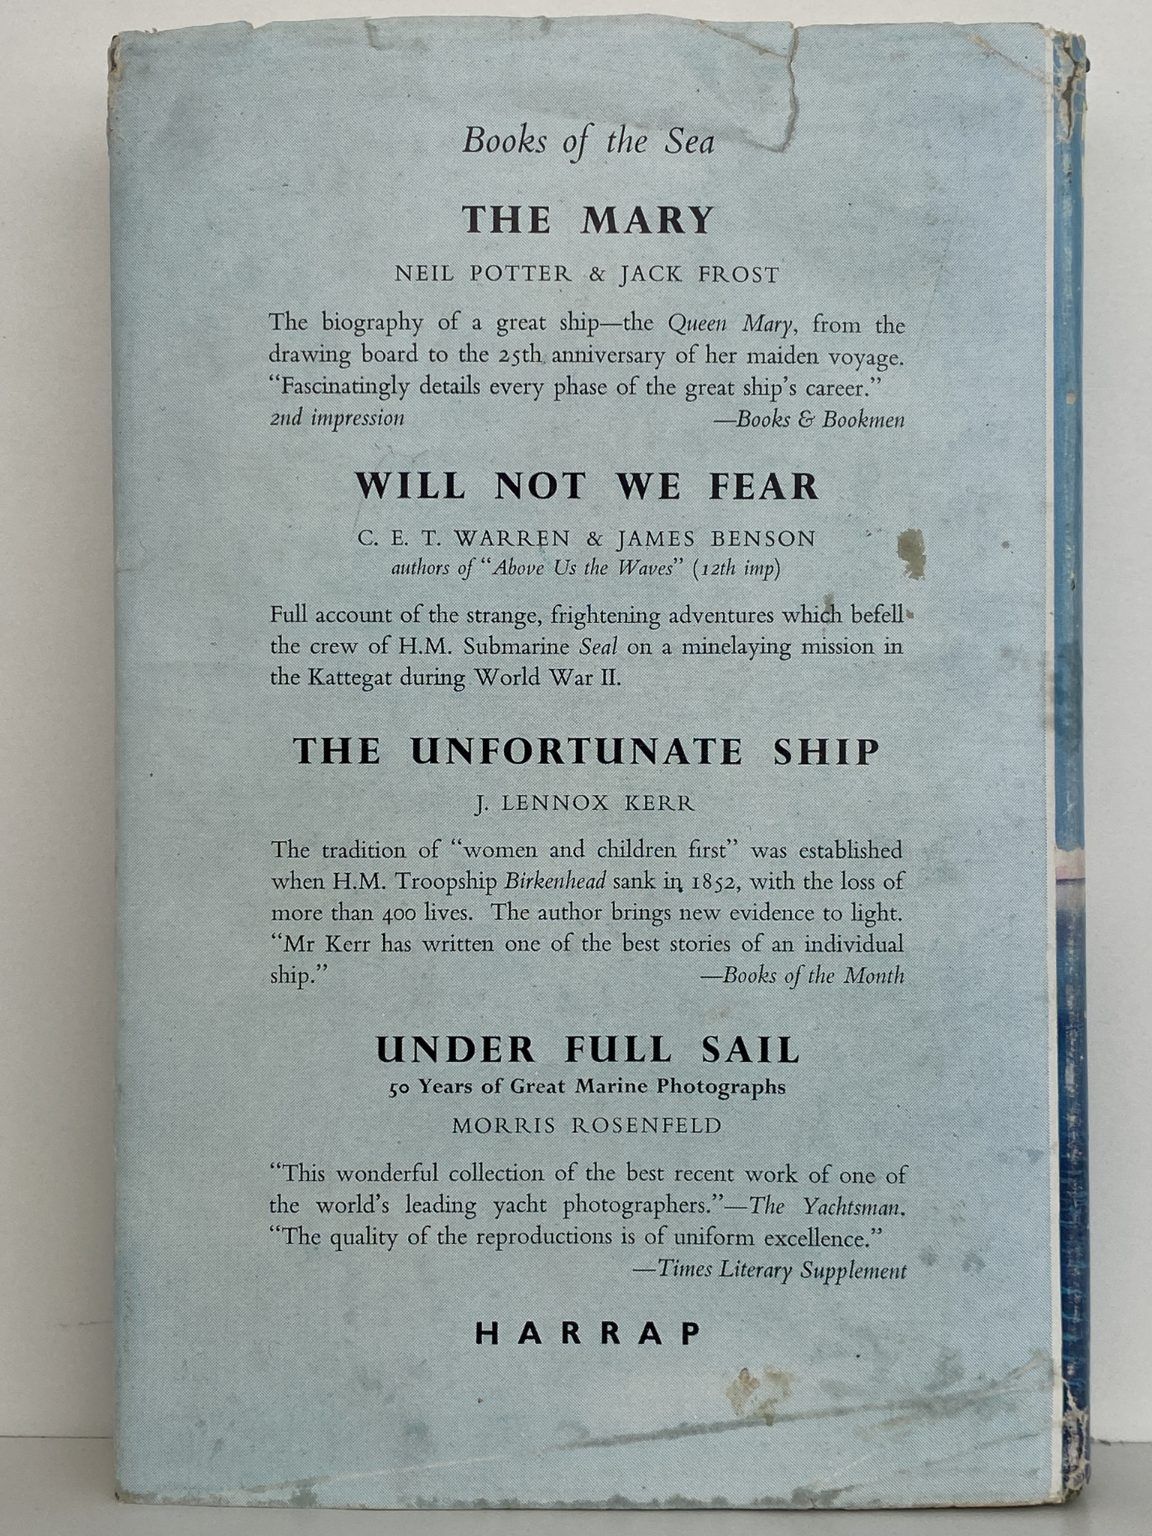 Books of the Sea
THE MARY
NEIL POTTER & JACK FROST
The biography of a great ship—the Queen Mary, from the
drawing board to the 25th anniversary of her maiden voyage.
“Fascinatingly details every phase of the great ship’s career.”
2nd impression —Books & Bookmen
WILL NOT WE FEAR
C. E. T. WARREN & JAMES BENSON
authors of “Above Us the Waves” (12th imp)
Full account of the strange, frightening adventures which befell
the crew of H.M. Submarine Seal on a minelaying mission in
the Kattegat during World War II.
THE UNFORTUNATE SHIP
J. LENNOX KERR
The tradition of “women and children first” was established
when H.M. Troopship Birkenhead sank in 1852, with the loss of
more than 400 lives. The author brings new evidence to light.
“Mr Kerr has written one of the best stories of an individual
ship.” —Books of the Month
UNDER FULL SAIL
50 Years of Great Marine Photographs
MORRIS ROSENFELD
“This wonderful collection of the best recent work of one of
the world’s leading yacht photographers.”—The Yachtsman.
“The quality of the reproductions is of uniform excellence.”
—Times Literary Supplement
HARRAP